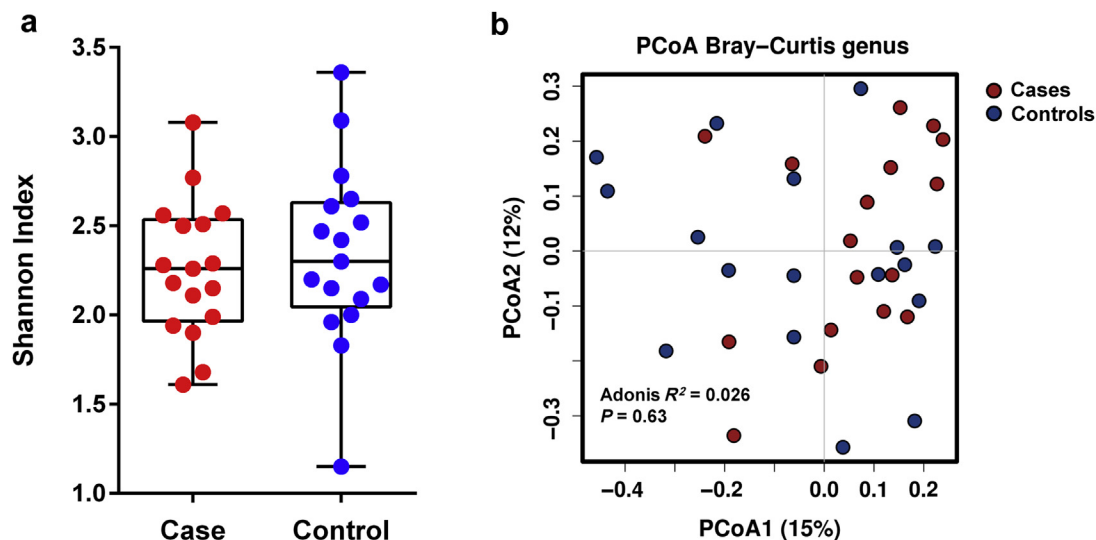 a
3.5
3.0
2.5
2.0
1.5
1.0
Shannon Index
Case
Control
b
PCoA Bray–Curtis genus
Cases
Controls
0.3
0.2
0.1
0.0
−0.1
−0.3
PCoA2 (12%)
Adonis R² = 0.026
P = 0.63
−0.4
−0.2
0.0
0.1
0.2
PCoA1 (15%)